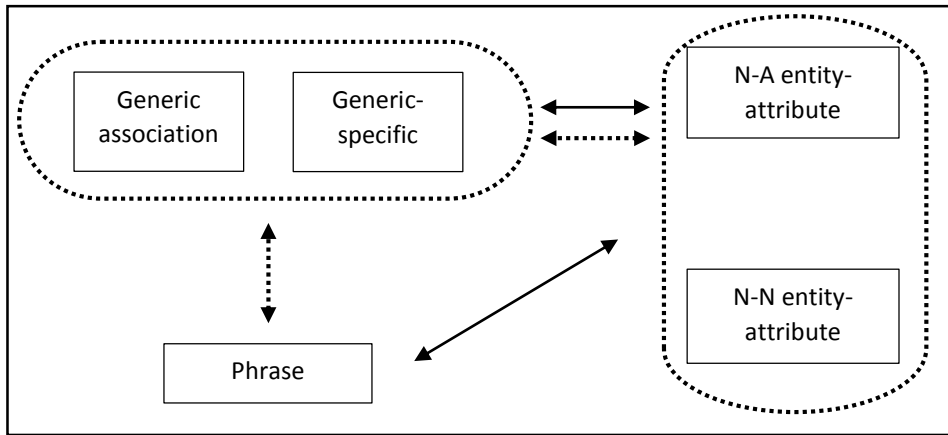 Generic
association
Generic-
specific
N-A entity-
attribute
N-N entity-
attribute
Phrase